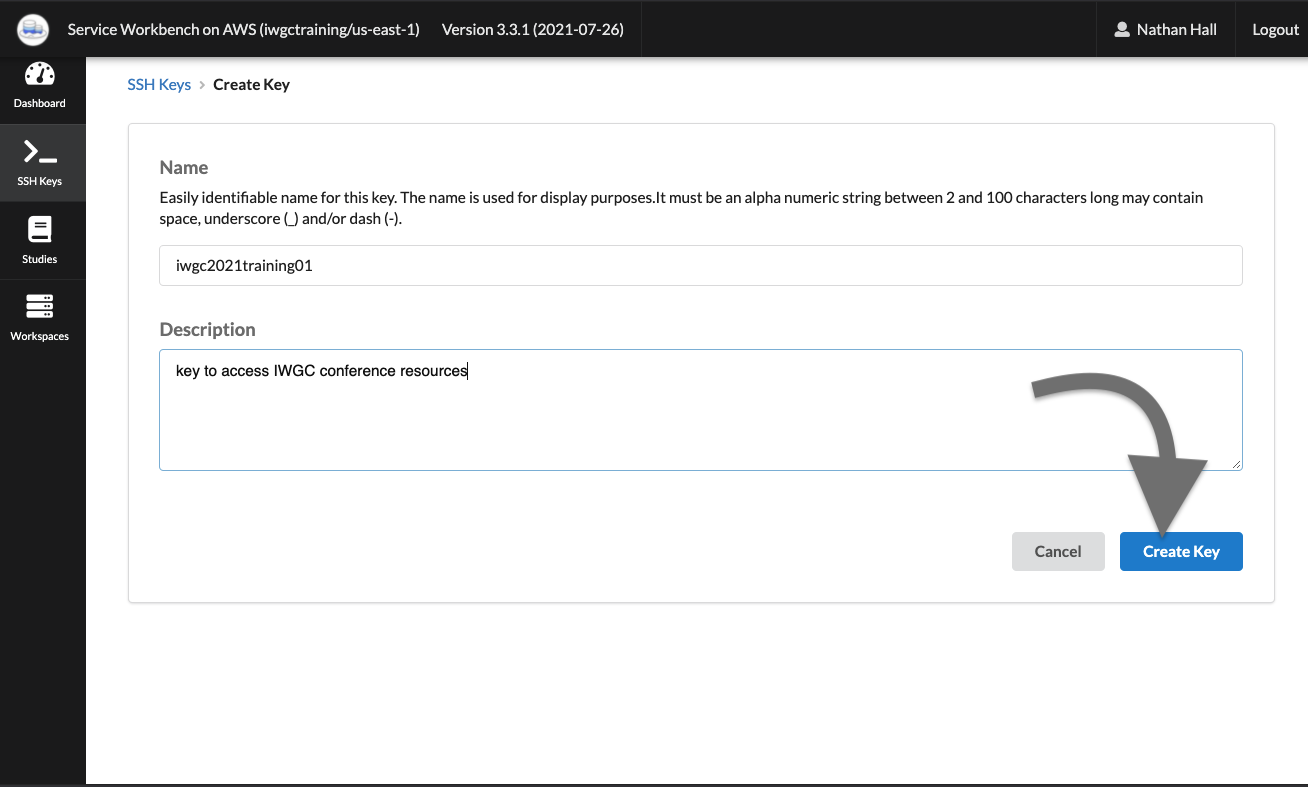 Service Workbench on AWS (iwgctraining/us-east-1) Version 3.3.1 (2021-07-26) Nathan Hall Logout
Dashboard
SSH Keys
Studies
Workspaces
SSH Keys > Create Key
Name
Easily identifiable name for this key. The name is used for display purposes.It must be an alpha numeric string between 2 and 100 characters long may contain
space, underscore (_) and/or dash (-).
iwgc2021training01
Description
key to access IWGC conference resources
Cancel Create Key